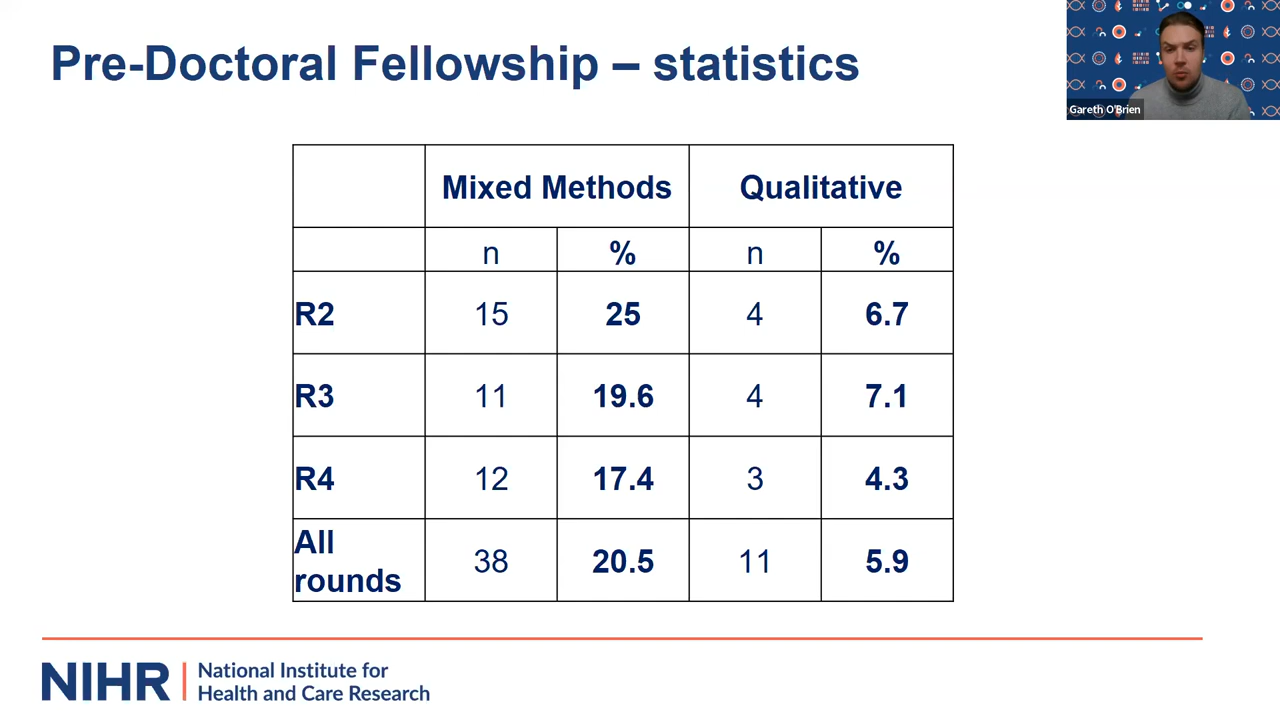 Pre-Doctoral Fellowship – statistics
Gareth O'Brien
Mixed Methods Qualitative
n % n %
R2 15 25 4 6.7
R3 11 19.6 4 7.1
R4 12 17.4 3 4.3
All
rounds 38 20.5 11 5.9
NIHR | National Institute for
Health and Care Research